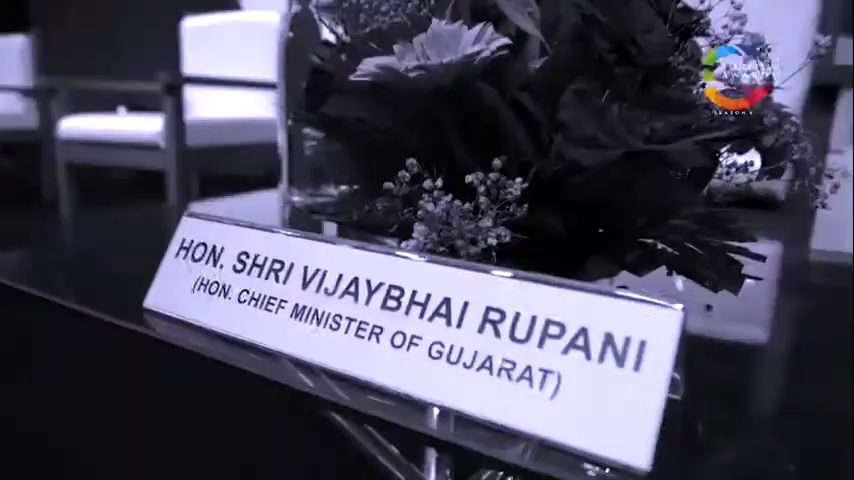 HON. SHRI VIJAYBHAI RUPANI
(HON. CHIEF MINISTER OF GUJARAT)